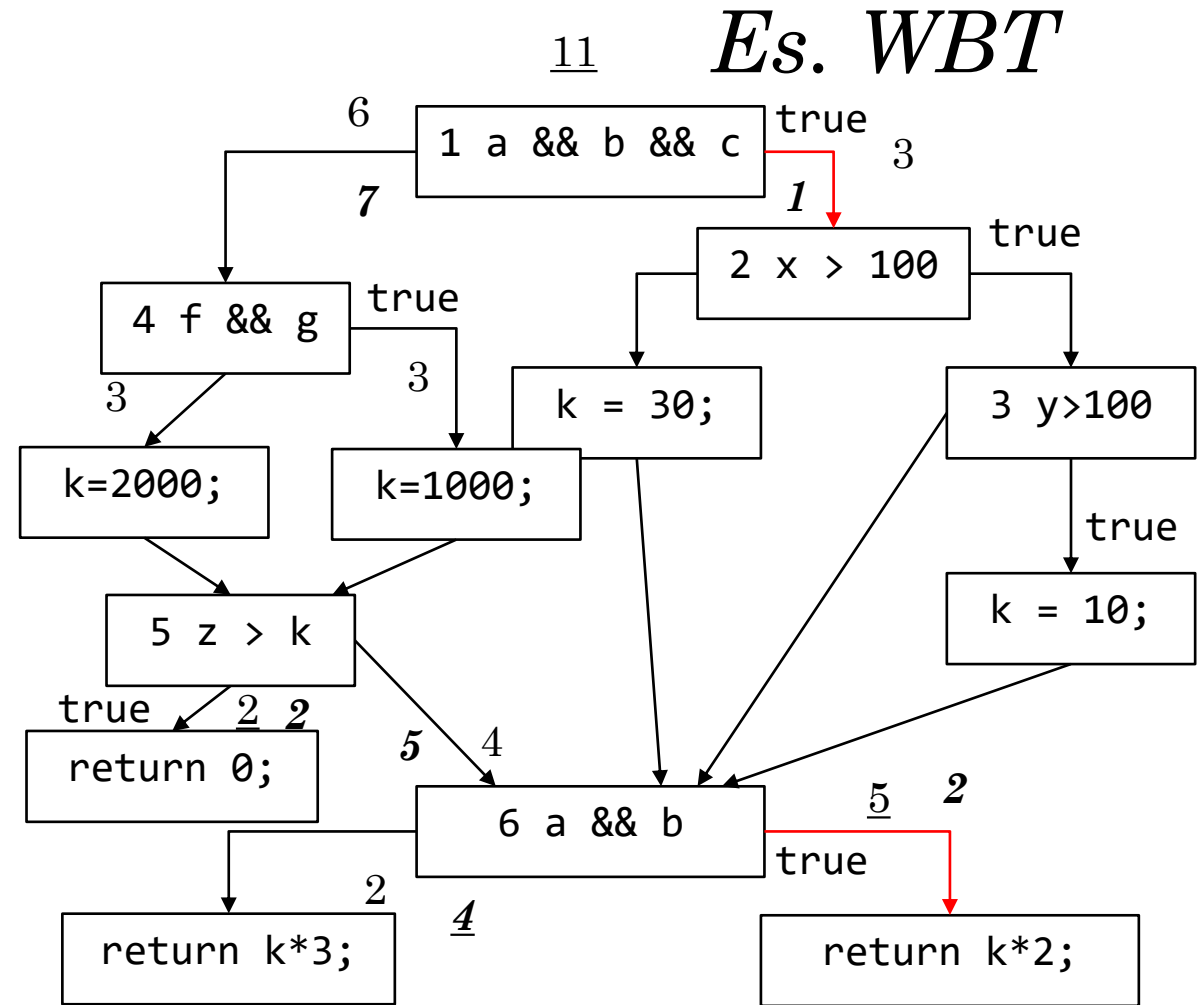 Es. WBT
11
6
1 a && b && c
true
3
7
1
2 x > 100
true
4 f && g
true
3
3
k = 30;
3 y>100
k=2000;
k=1000;
true
k = 10;
5 z > k
true
2
2
return 0;
5
4
6 a && b
5
2
true
2
4
return k*3;
return k*2;